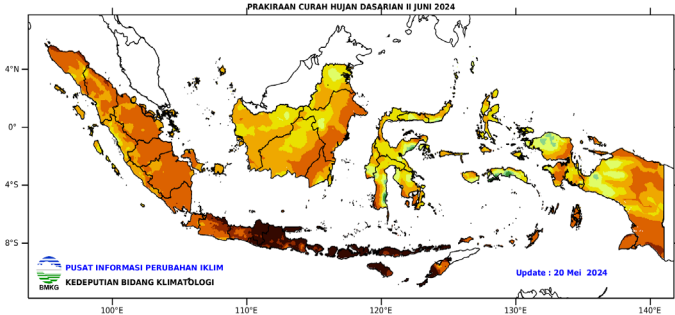 PRAKIRAAN CURAH HUJAN DASARIAN II JUNI 2024
4°N
0°
4°S
8°S
PUSAT INFORMASI PERUBAHAN IKLIM
KEDEPUTIAN BIDANG KLIMATOLOGI
BMKG
Update : 20 Mei 2024
100°E
110°E
120°E
130°E
140°E